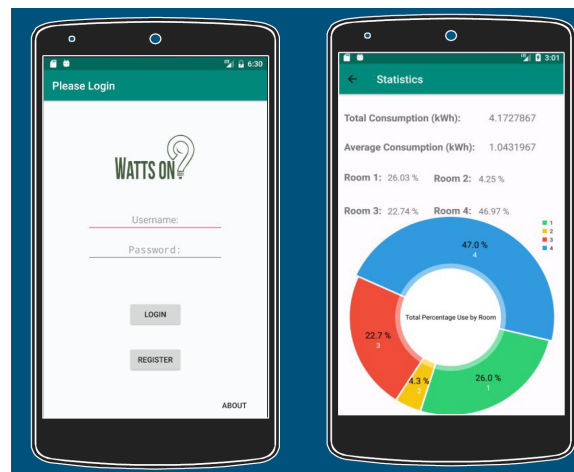 6:30
Please Login
WATTS ON
Username:
Password:
LOGIN
REGISTER
ABOUT
3:01
Statistics
Total Consumption (kWh): 4.1727867
Average Consumption (kWh): 1.0431967
Room 1: 26.03 % Room 2: 4.25 %
Room 3: 22.74 % Room 4: 46.97 %
1
2
3
4
47.0 %
4
Total Percentage Use by Room
22.7 %
3
4.3 %
2
26.0 %
1